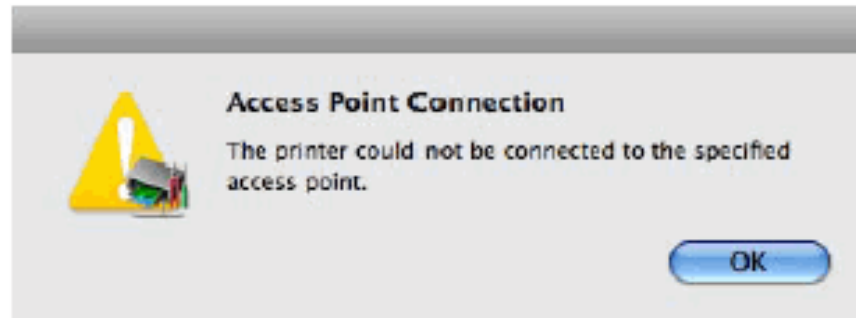 Access Point Connection
The printer could not be connected to the specified
access point.
OK